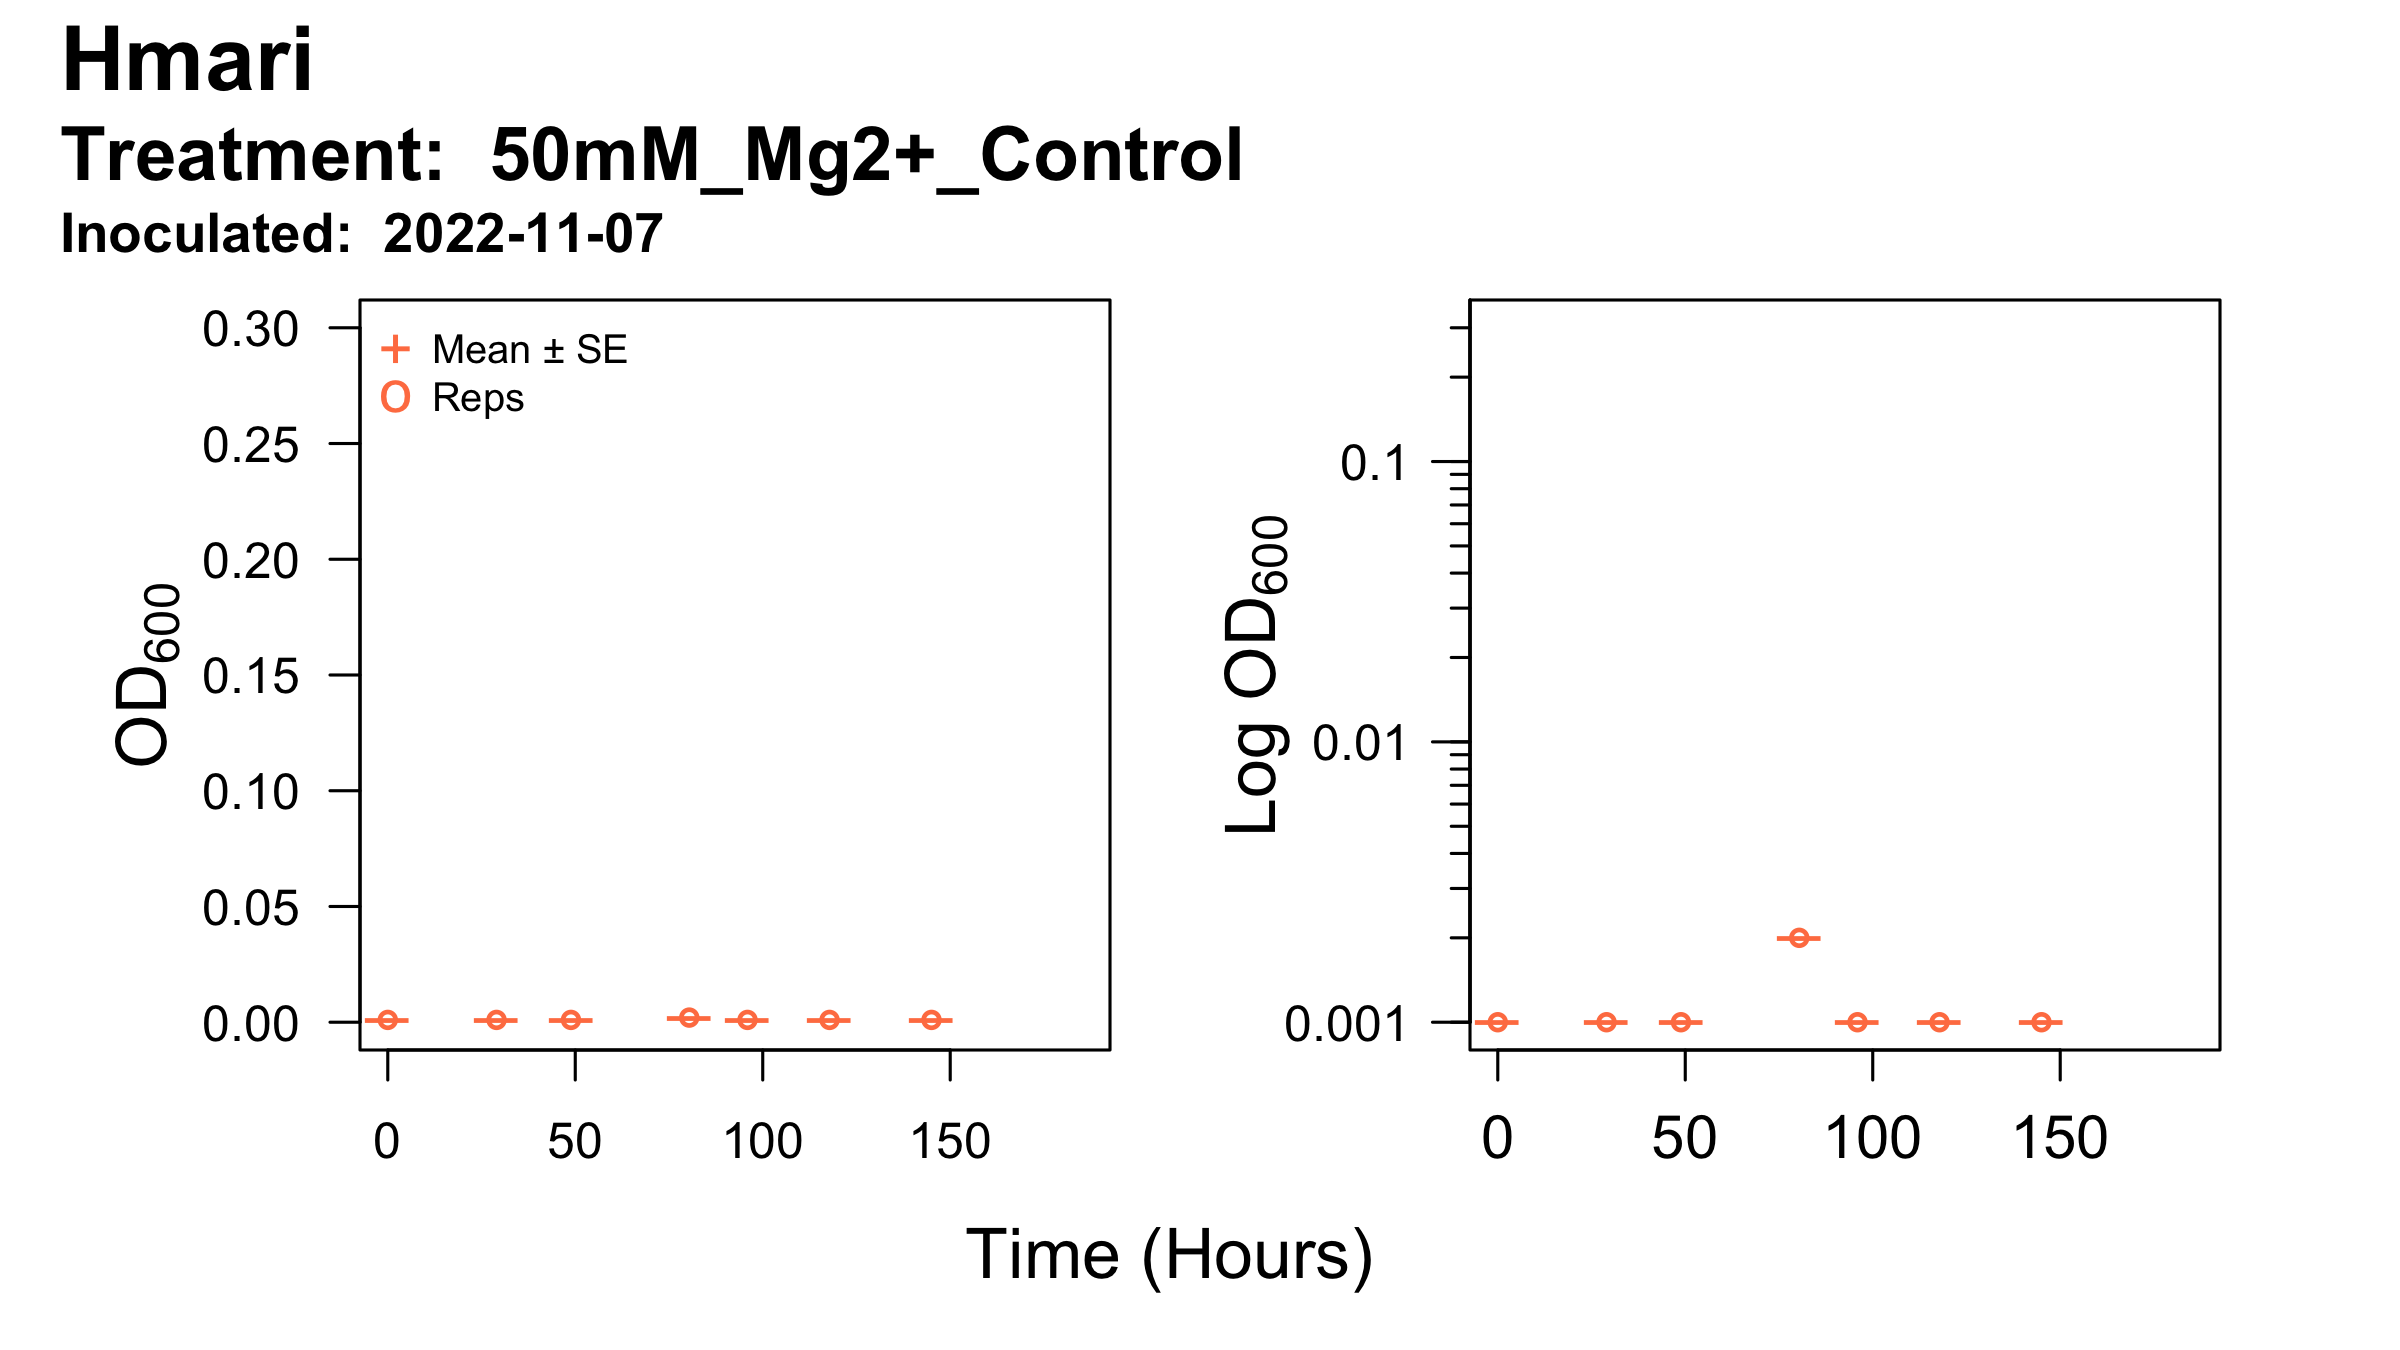 Hmari
Treatment:  50mM_Mg2+_Control
Inoculated:  2022-11-07
+ Mean ± SE
O Reps
OD600
0.30
0.25
0.20
0.15
0.10
0.05
0.00
0 50 100 150
Log OD600
0.1
0.01
0.001
0 50 100 150
Time (Hours)